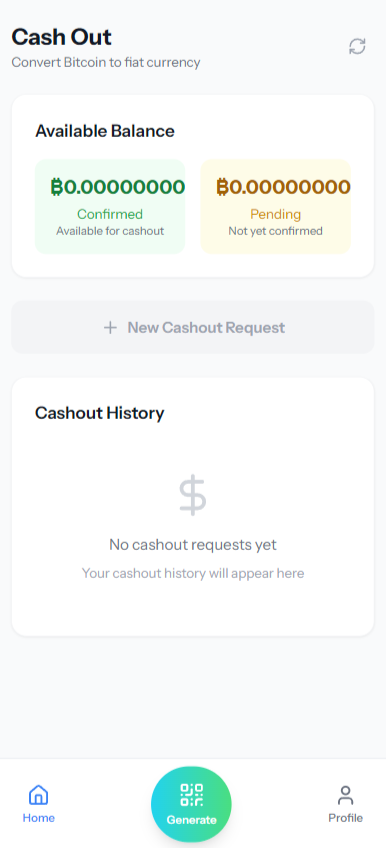 Cash Out
Convert Bitcoin to fiat currency
Available Balance
₿0.00000000
Confirmed
Available for cashout
₿0.00000000
Pending
Not yet confirmed
New Cashout Request
Cashout History
No cashout requests yet
Your cashout history will appear here
Home
Generate
Profile